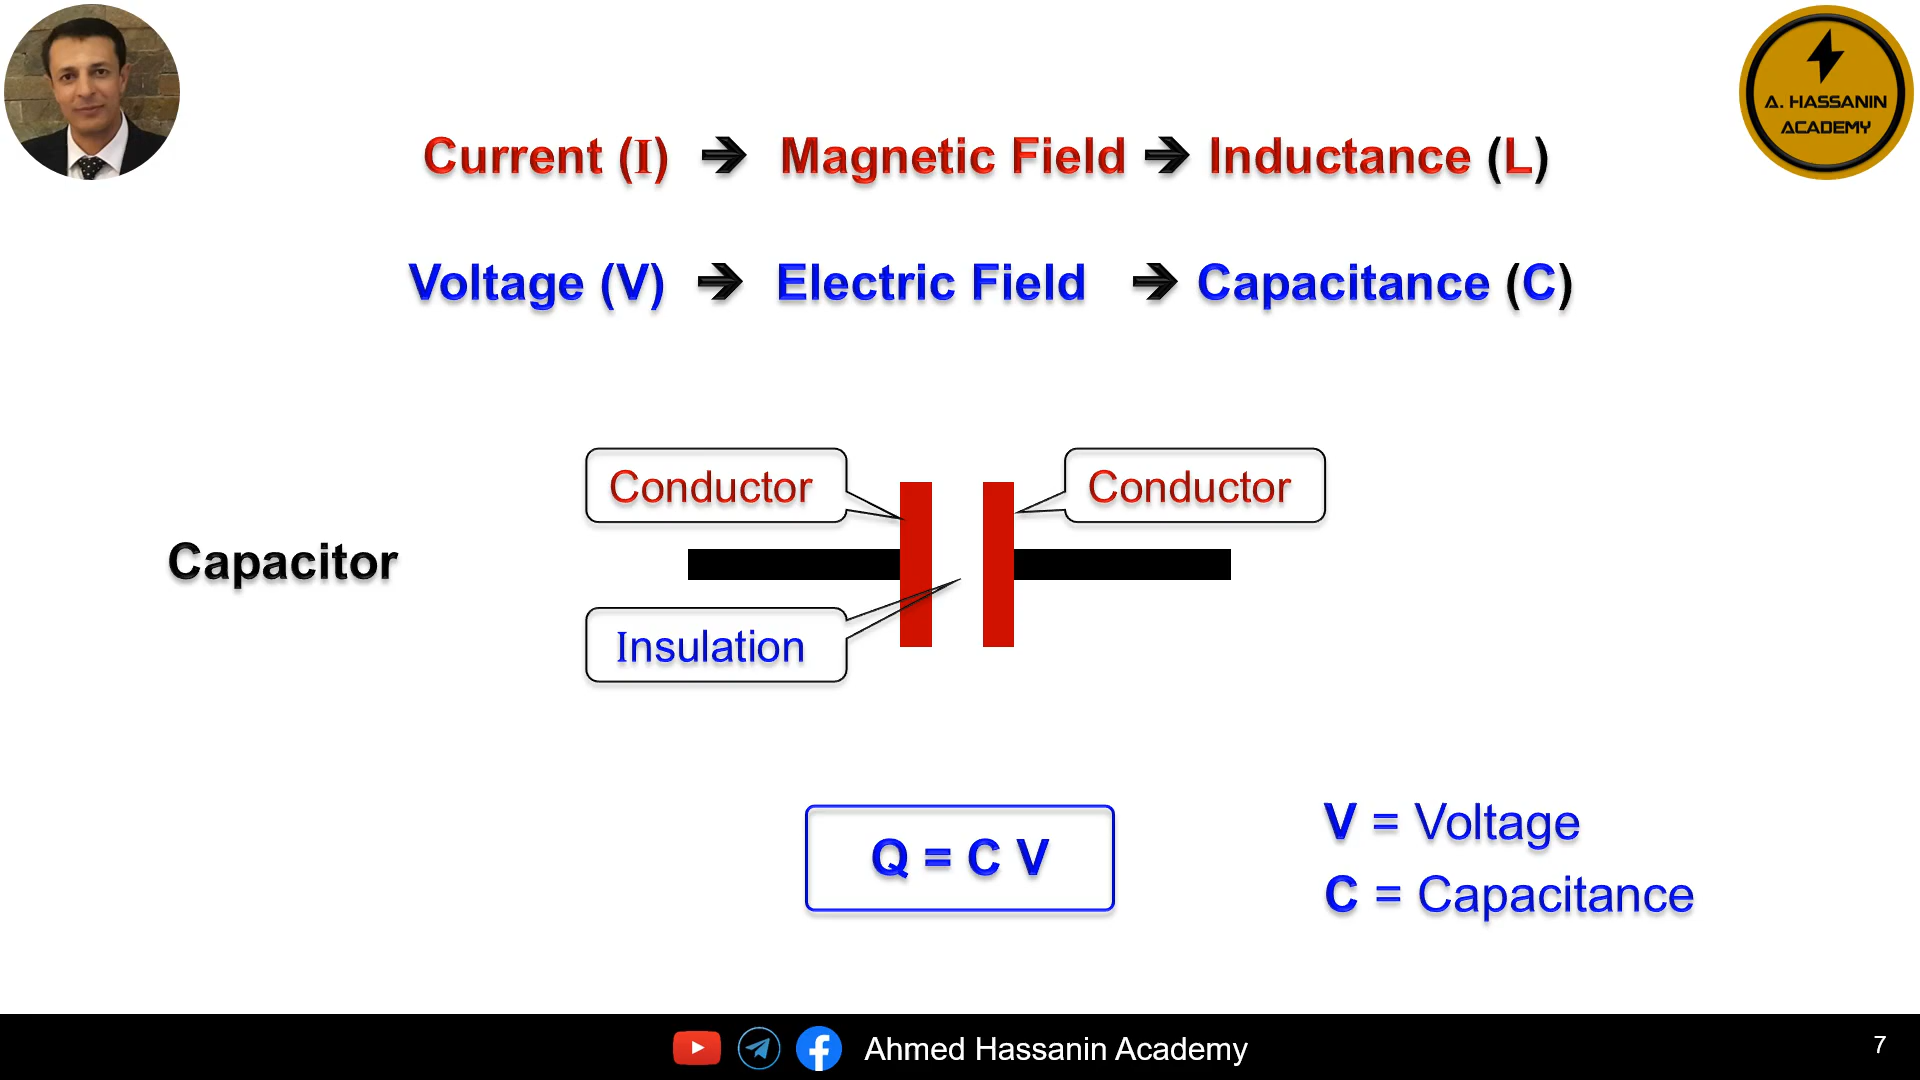 A. HASSANIN
ACADEMY
Current (I) ➔ Magnetic Field ➔ Inductance (L)
Voltage (V) ➔ Electric Field ➔ Capacitance (C)
Conductor
Conductor
Capacitor
Insulation
Q = C V
V = Voltage
C = Capacitance
Ahmed Hassanin Academy
7